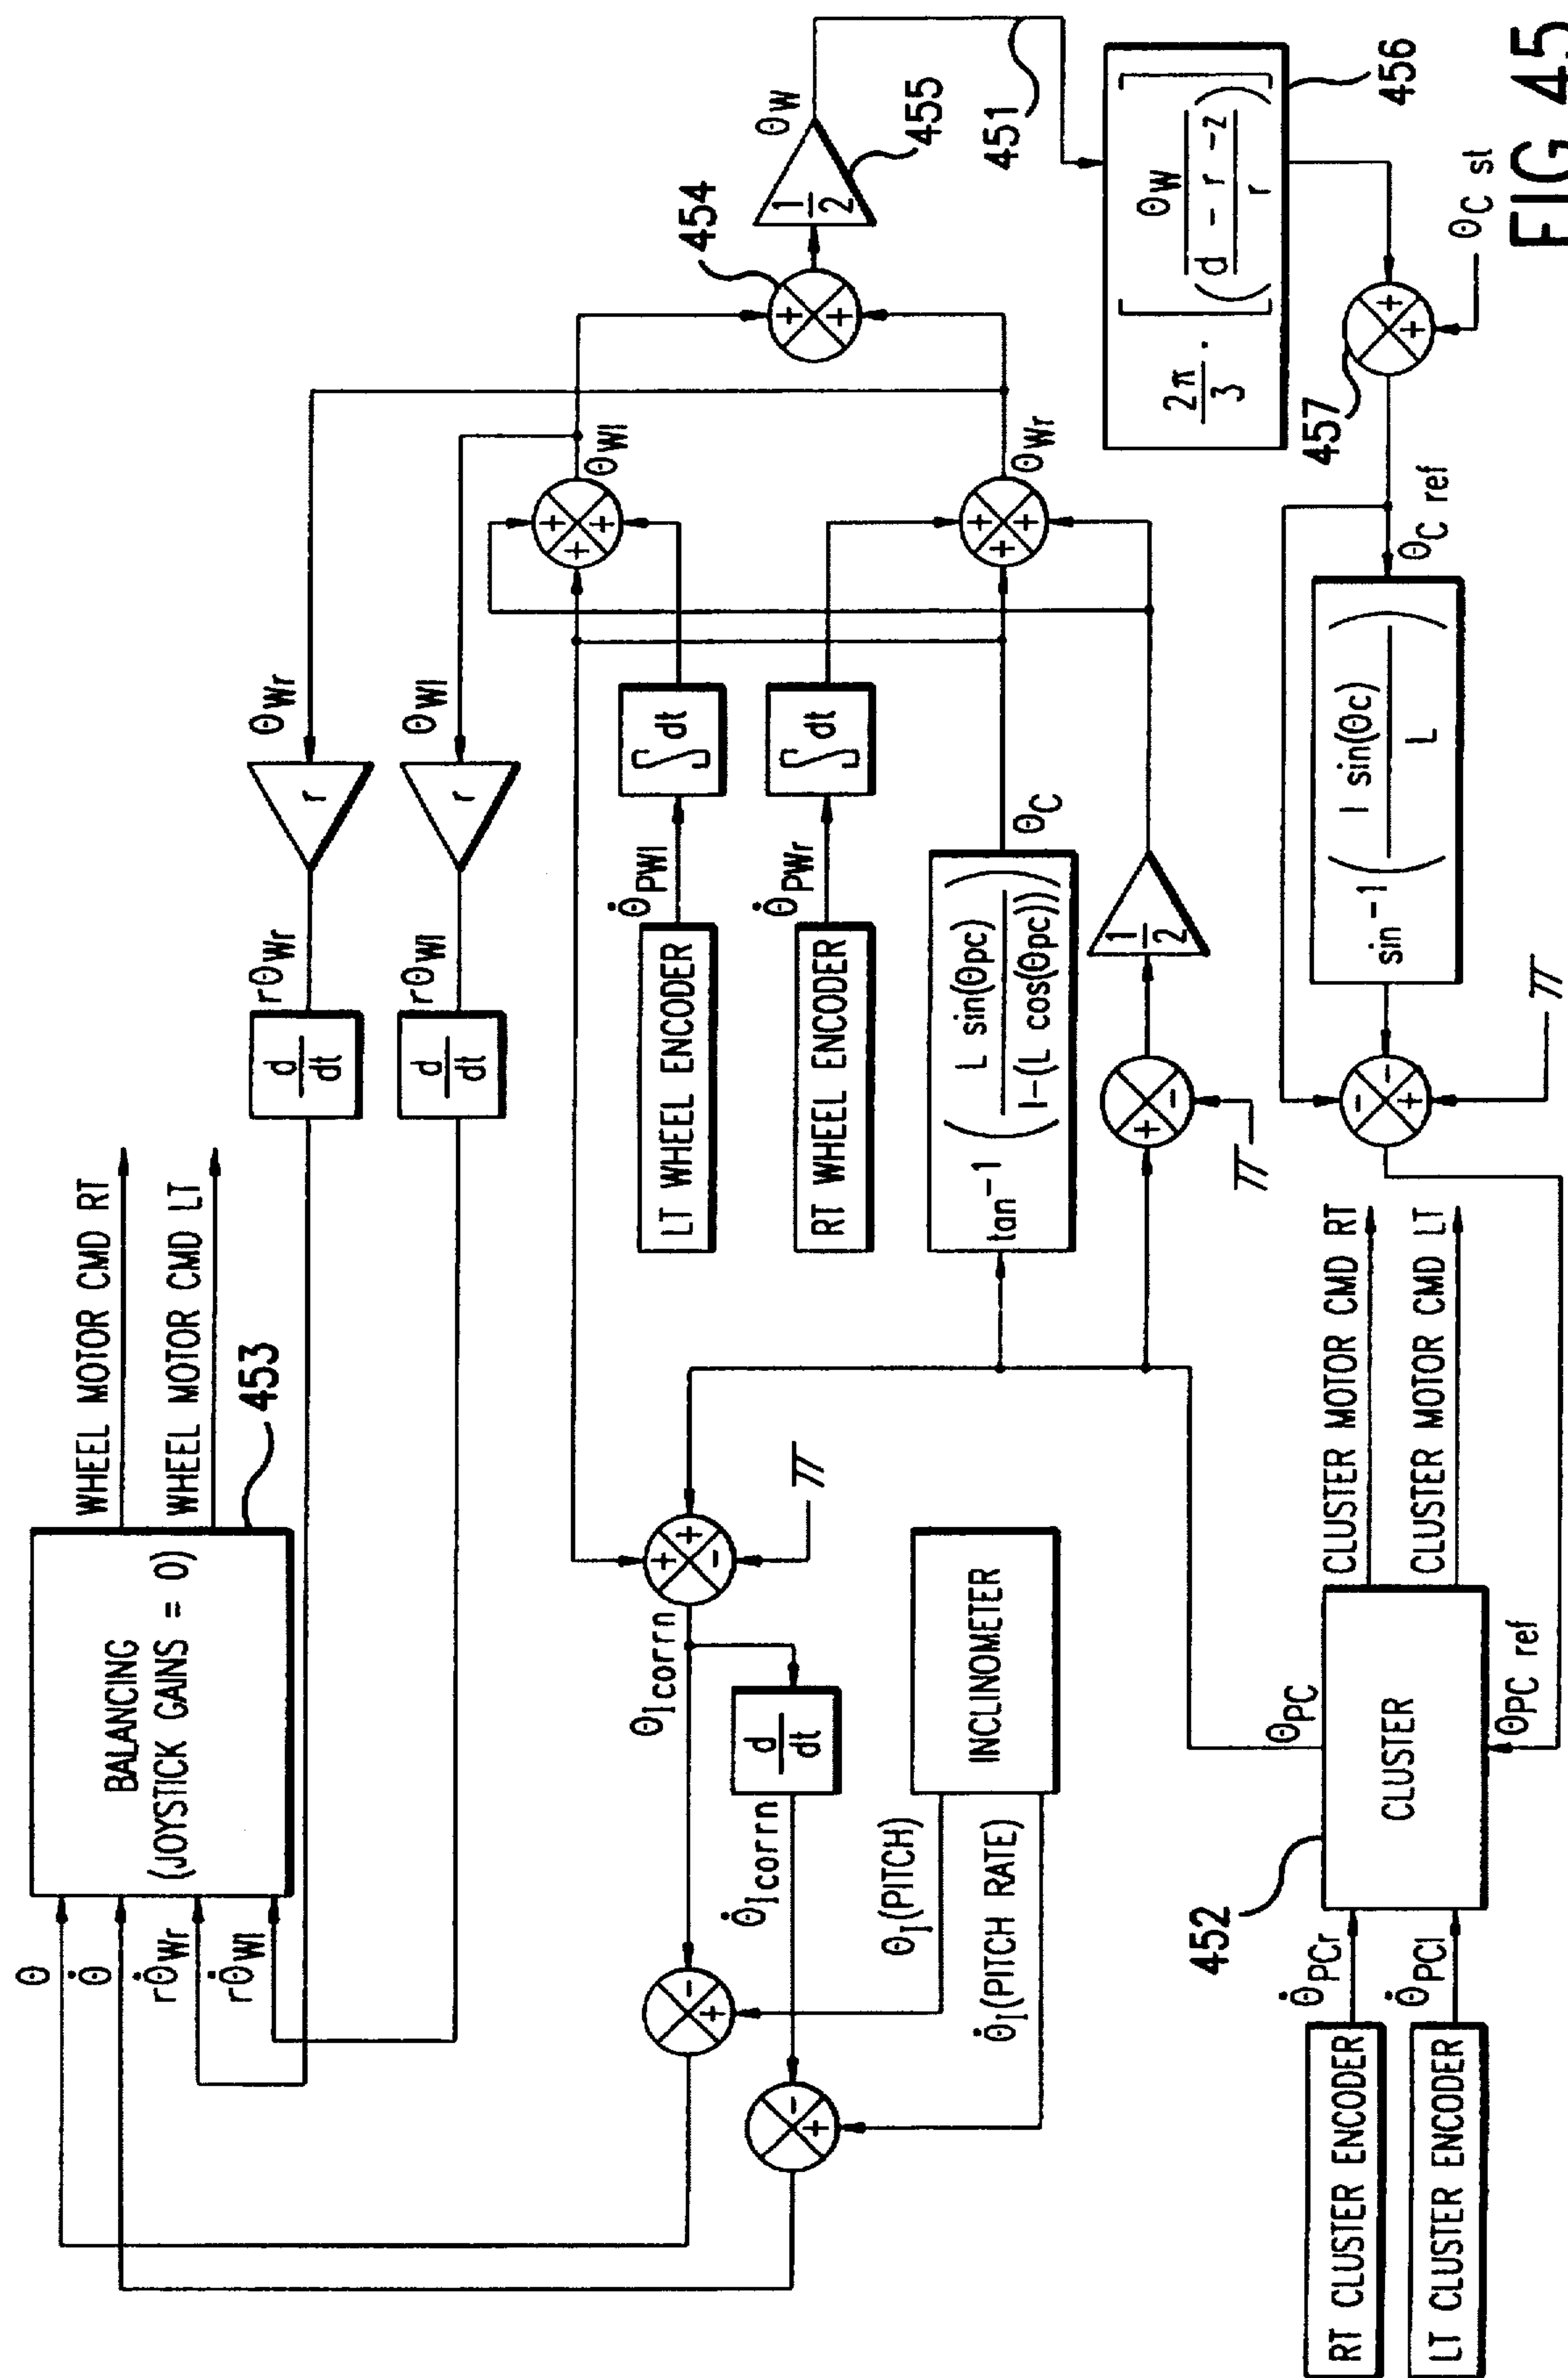 BALANCING
(JOYSTICK GAINS = 0)
453
WHEEL MOTOR CMD RT
WHEEL MOTOR CMD LT
θ
θ̇
rθ̇Wr
rθ̇Wl
d
dt
rθWr
r
θWr
d
dt
rθWl
r
θWl
θIcorrn
π
d
dt
θ̇Icorrn
INCLINOMETER
θI(PITCH)
θ̇I(PITCH RATE)
LT WHEEL ENCODER
θ̇PWl
∫ dt
RT WHEEL ENCODER
θ̇PWr
∫ dt
θWl
θWr
tan⁻¹ (L sin(θpc)
l-(L cos(θpc)))
θC
π
1
2
454
1
2
455
θW
451
2π
3
·
[θW
(d - r - z
r)]
456
457
θC st
θC ref
sin⁻¹ (l sin(θc)
L)
π
RT CLUSTER ENCODER
θ̇PCr
LT CLUSTER ENCODER
θ̇PCl
452
CLUSTER
θPC
θPC ref
CLUSTER MOTOR CMD RT
CLUSTER MOTOR CMD LT
FIG 45